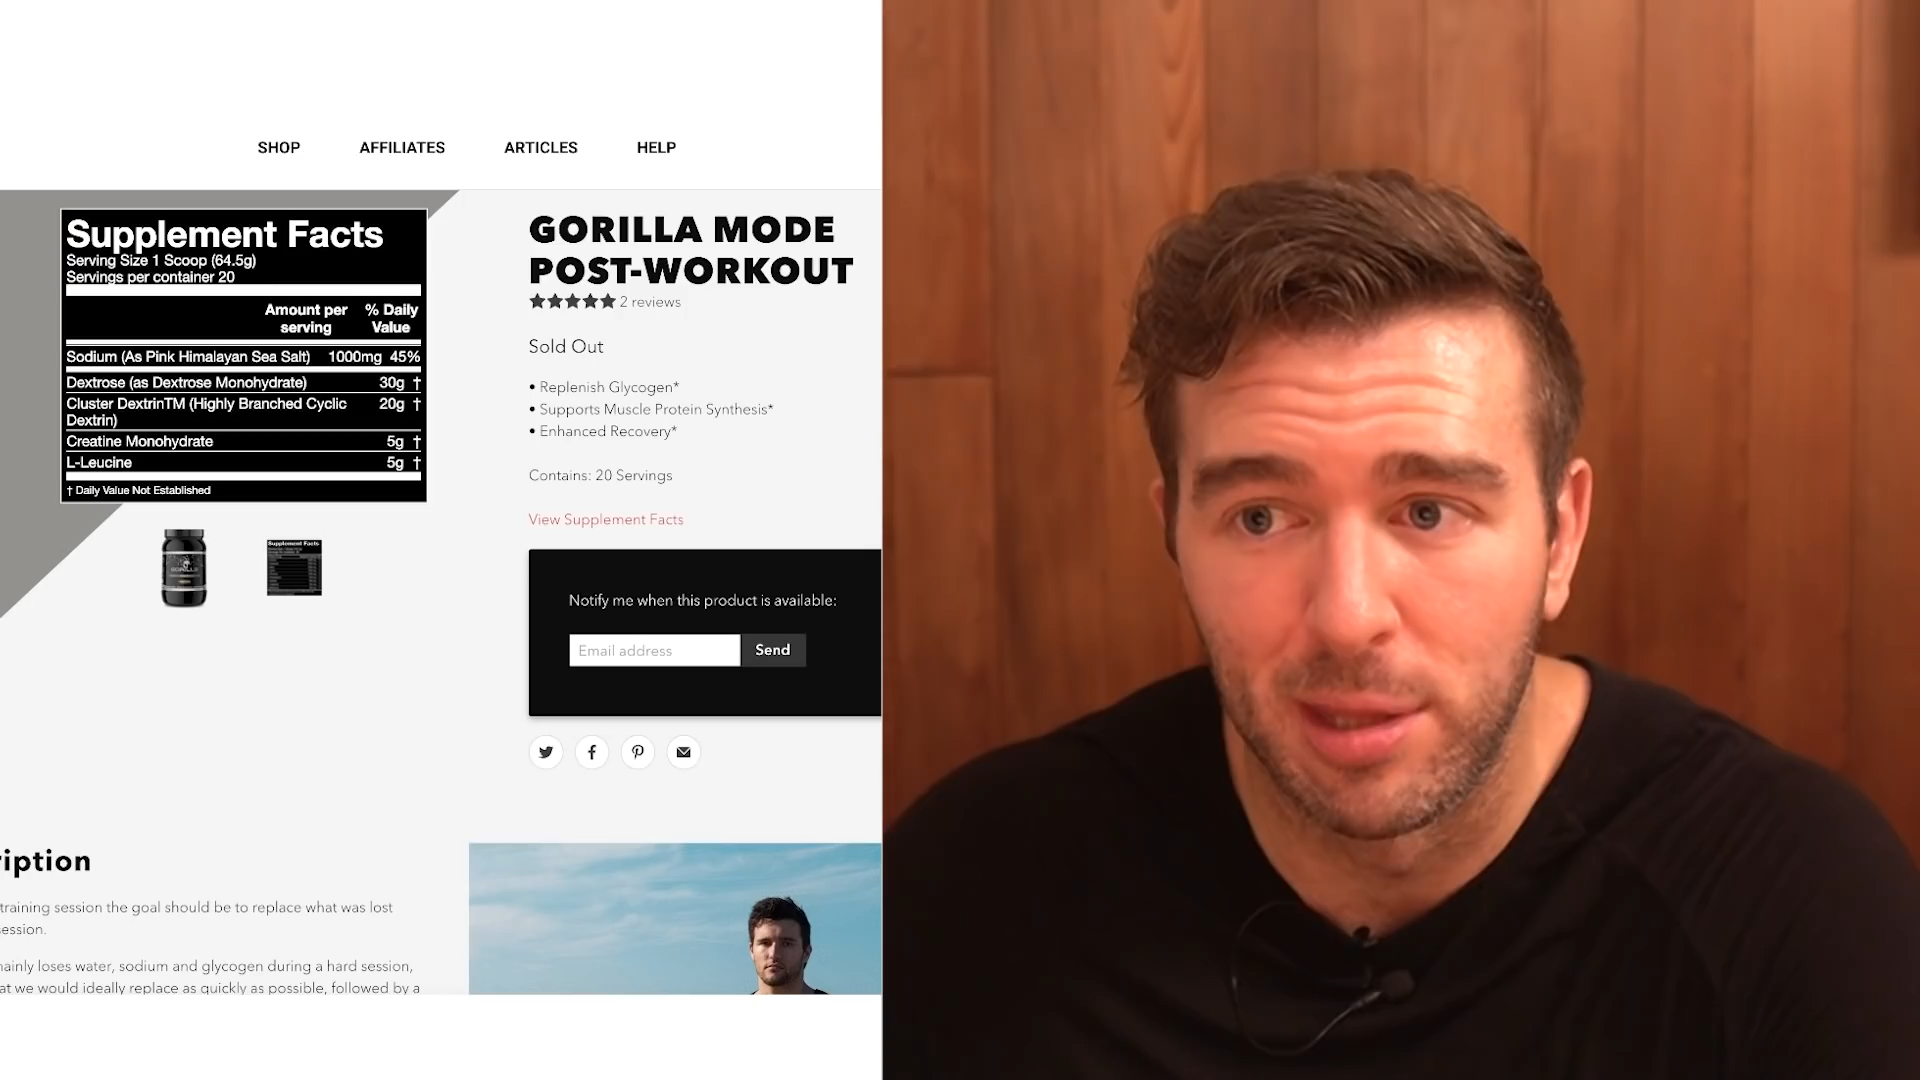 SHOP AFFILIATES ARTICLES HELP
Supplement Facts
Serving Size 1 Scoop (64.5g)
Servings per container 20
Amount per serving % Daily Value
Sodium (As Pink Himalayan Sea Salt) 1000mg 45%
Dextrose (as Dextrose Monohydrate) 30g †
Cluster DextrinTM (Highly Branched Cyclic Dextrin) 20g †
Creatine Monohydrate 5g †
L-Leucine 5g †
† Daily Value Not Established
GORILLA MODE
POST-WORKOUT
2 reviews
Sold Out
• Replenish Glycogen*
• Supports Muscle Protein Synthesis*
• Enhanced Recovery*
Contains: 20 Servings
View Supplement Facts
Notify me when this product is available:
Email address Send
Supplement Facts
ription
training session the goal should be to replace what was lost
session.
mainly loses water, sodium and glycogen during a hard session,
at we would ideally replace as quickly as possible, followed by a